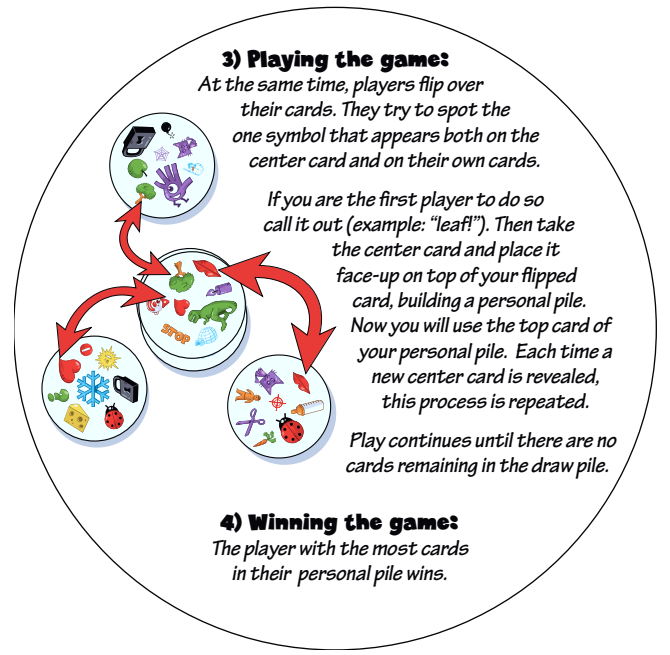 3) Playing the game:
At the same time, players flip over
their cards. They try to spot the
one symbol that appears both on the
center card and on their own cards.
If you are the first player to do so
call it out (example: “leaf!”). Then take
the center card and place it
face-up on top of your flipped
card, building a personal pile.
Now you will use the top card of
your personal pile.  Each time a
new center card is revealed,
this process is repeated.
Play continues until there are no
cards remaining in the draw pile.
STOP
4) Winning the game:
The player with the most cards
in their personal pile wins.